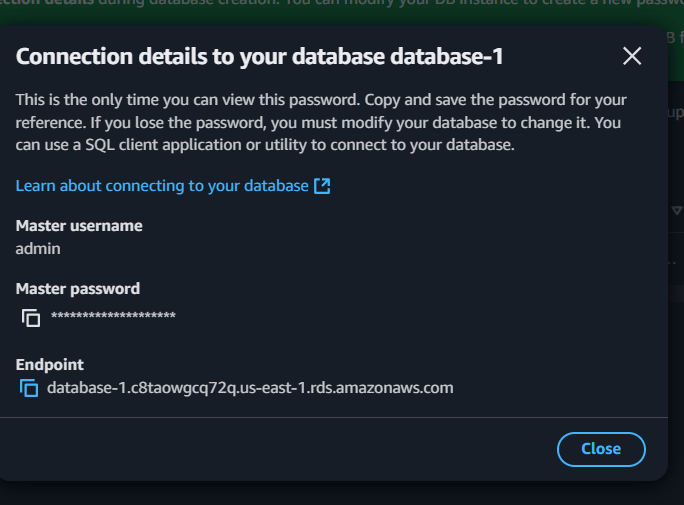 ection details during database creation. You can modify your DB instance to create a new passwo
B f
Connection details to your database database-1
This is the only time you can view this password. Copy and save the password for your
reference. If you lose the password, you must modify your database to change it. You
can use a SQL client application or utility to connect to your database.
up
Learn about connecting to your database
Master username
admin
Master password
********************
Endpoint
database-1.c8taowgcq72q.us-east-1.rds.amazonaws.com
Close